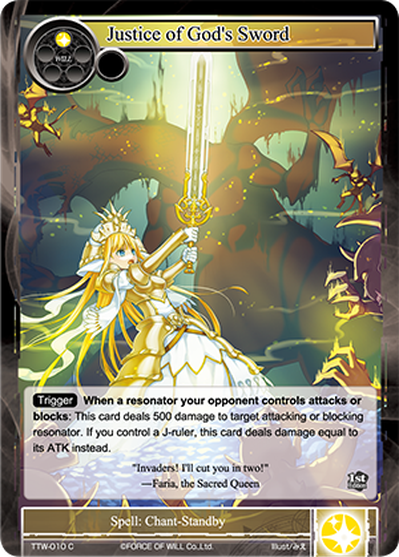 Justice of God's Sword
WILL
Trigger When a resonator your opponent controls attacks or
blocks: This card deals 500 damage to target attacking or blocking
resonator. If you control a J-ruler, this card deals damage equal to
its ATK instead.
"Invaders! I'll cut you in two!"
—Faria, the Sacred Queen
1st
Edition
Spell: Chant-Standby
TTW-010 C
©FORCE OF WILL Co.,Ltd.